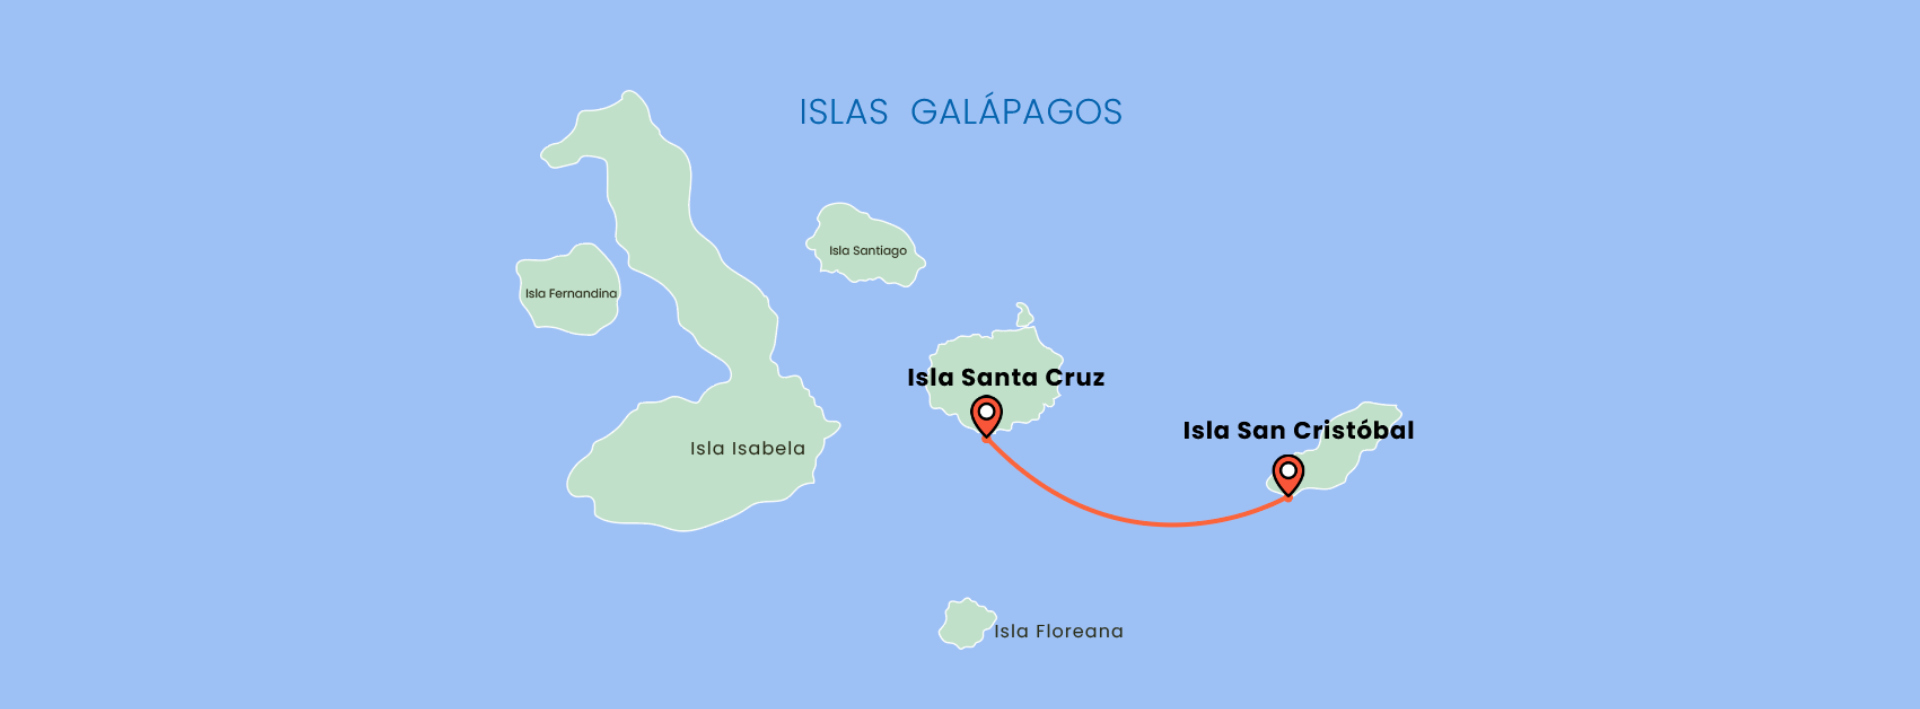 ISLAS GALÁPAGOS
Isla Santiago
Isla Fernandina
Isla Santa Cruz
Isla San Cristóbal
Isla Isabela
Isla Floreana